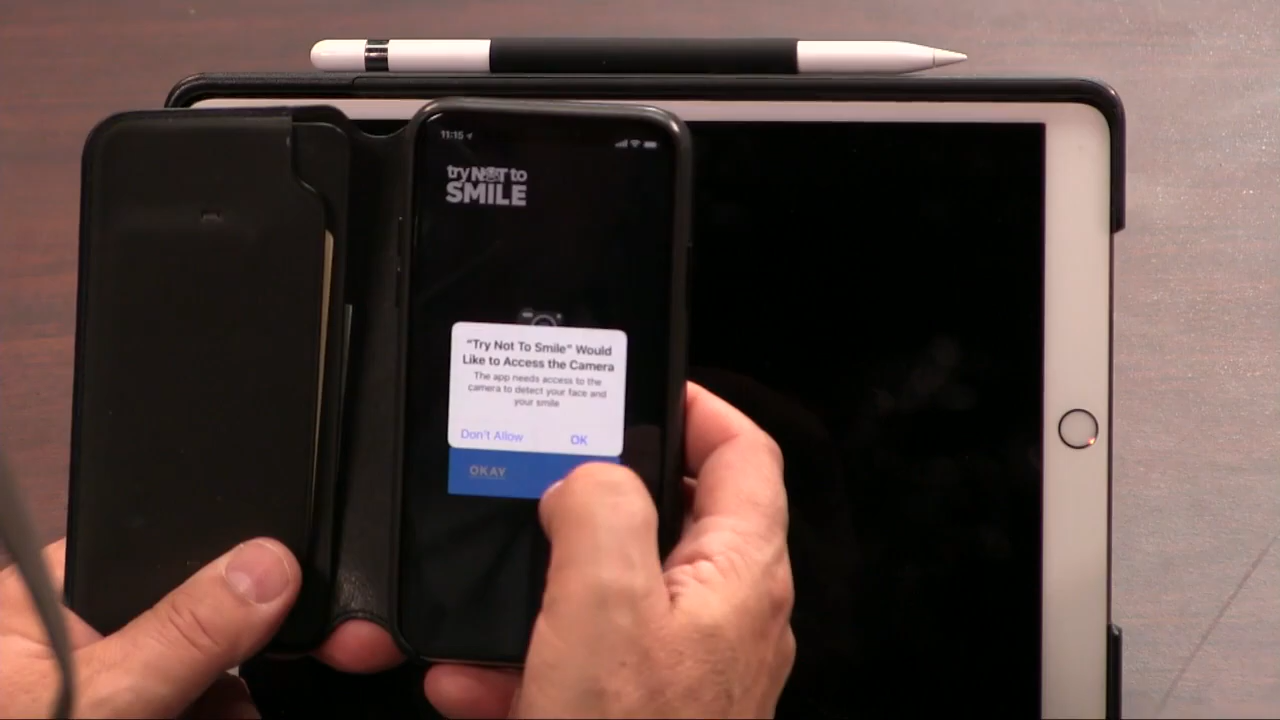 11:15
try NOT to
SMILE
"Try Not To Smile" Would
Like to Access the Camera
The app needs access to the
camera to detect your face and
your smile
Don't Allow OK
OKAY